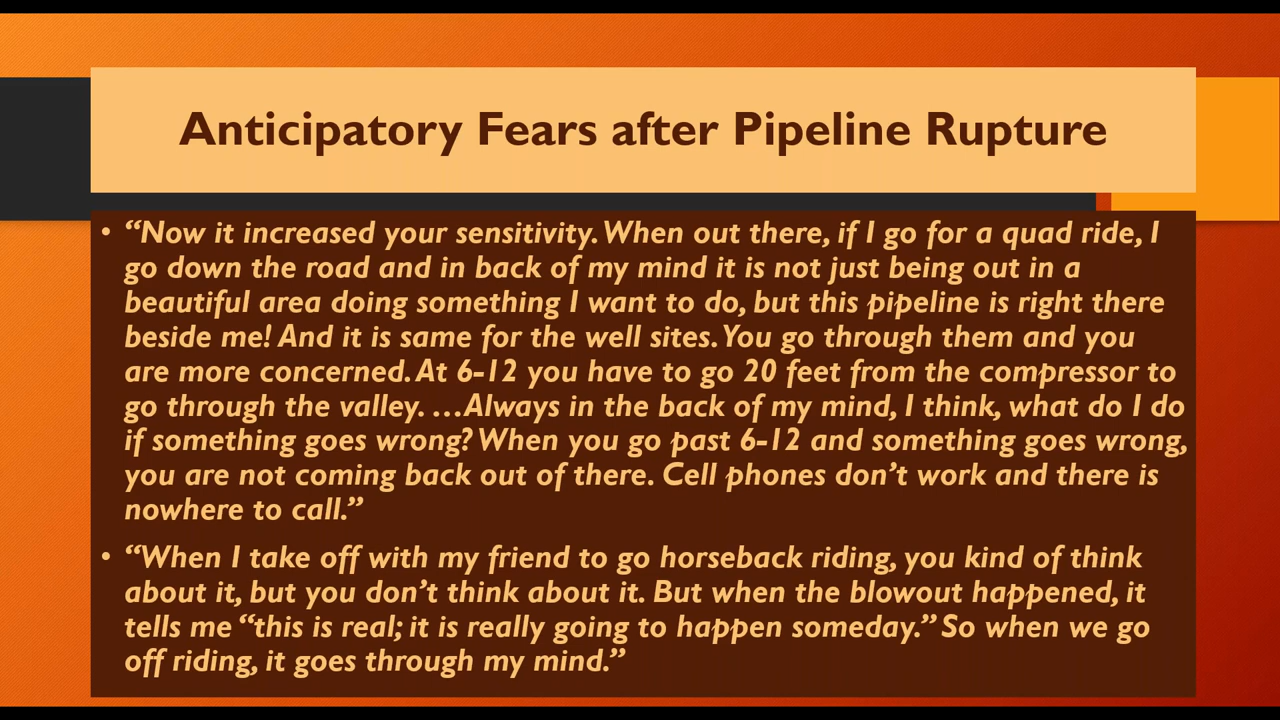 Anticipatory Fears after Pipeline Rupture
• “Now it increased your sensitivity. When out there, if I go for a quad ride, I
go down the road and in back of my mind it is not just being out in a
beautiful area doing something I want to do, but this pipeline is right there
beside me! And it is same for the well sites. You go through them and you
are more concerned. At 6-12 you have to go 20 feet from the compressor to
go through the valley. …Always in the back of my mind, I think, what do I do
if something goes wrong? When you go past 6-12 and something goes wrong,
you are not coming back out of there. Cell phones don’t work and there is
nowhere to call.”
• “When I take off with my friend to go horseback riding, you kind of think
about it, but you don’t think about it. But when the blowout happened, it
tells me “this is real; it is really going to happen someday.” So when we go
off riding, it goes through my mind.”